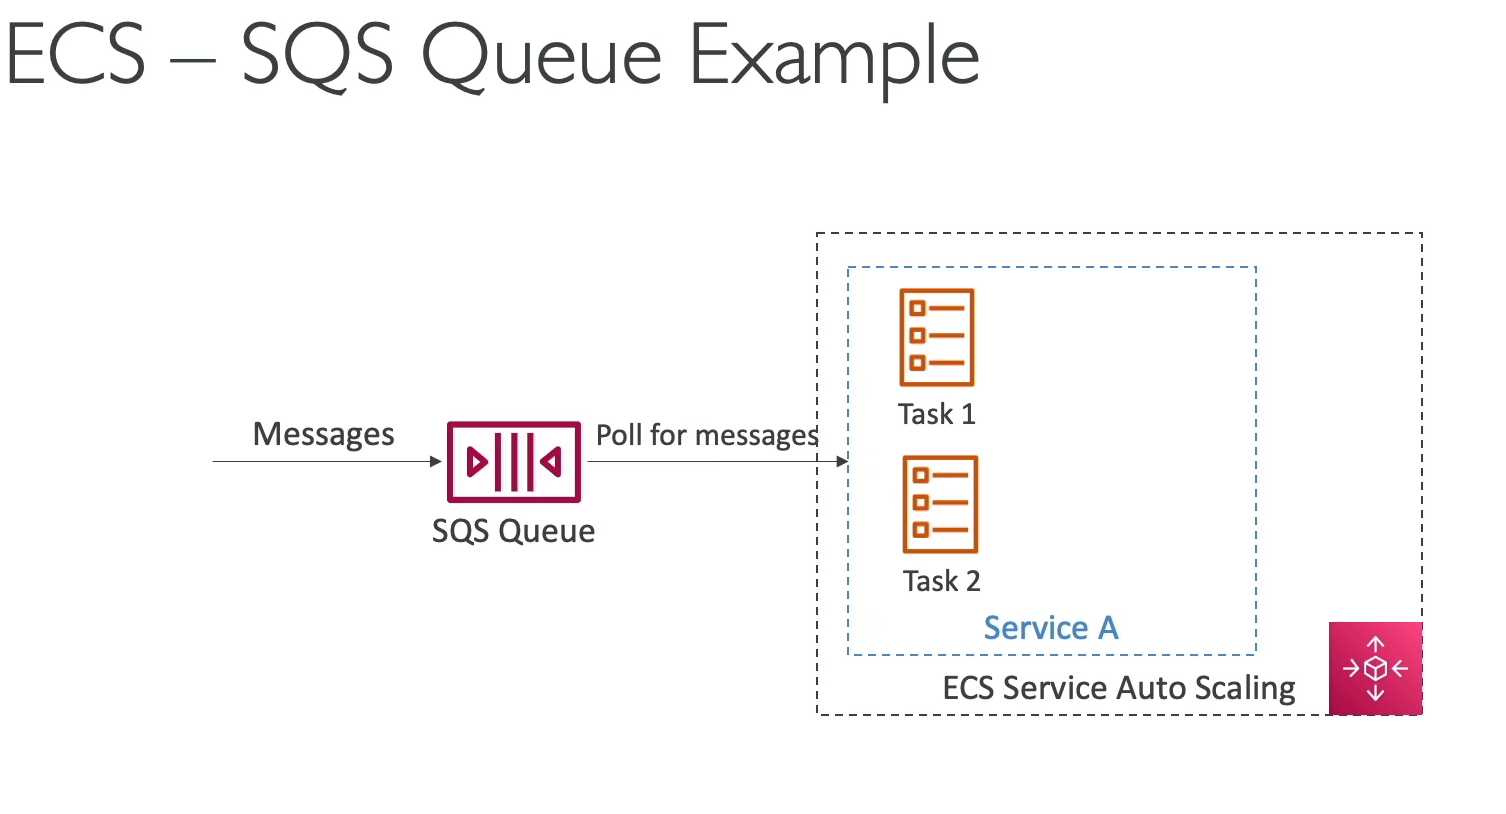 ECS – SQS Queue Example
Messages
SQS Queue
Poll for messages
Task 1
Task 2
Service A
ECS Service Auto Scaling